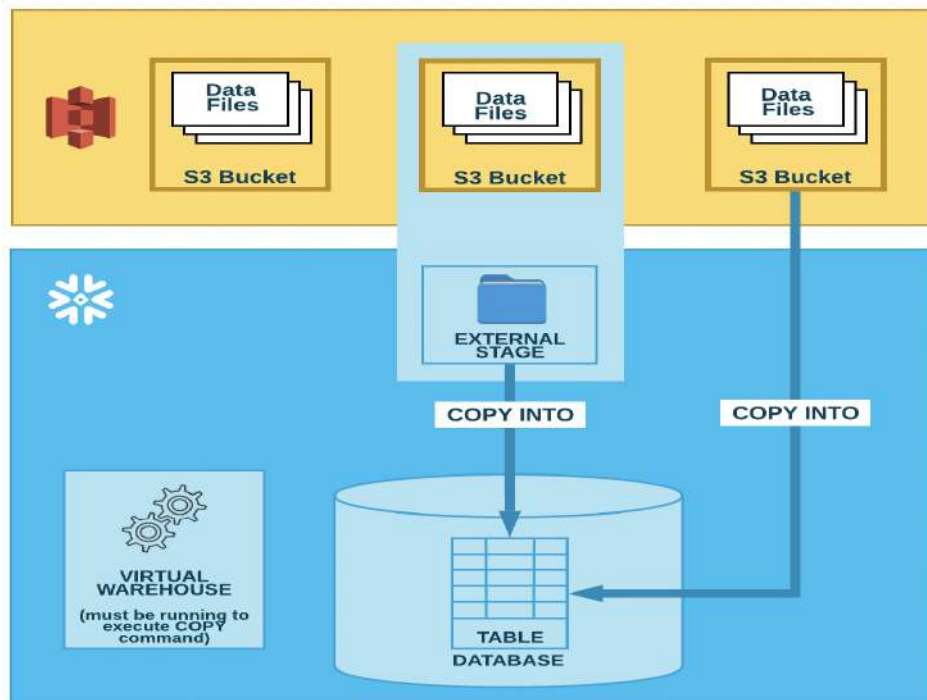 Data
Files
S3 Bucket
Data
Files
S3 Bucket
Data
Files
S3 Bucket
EXTERNAL
STAGE
COPY INTO
COPY INTO
VIRTUAL
WAREHOUSE
(must be running to
execute COPY
command)
TABLE
DATABASE